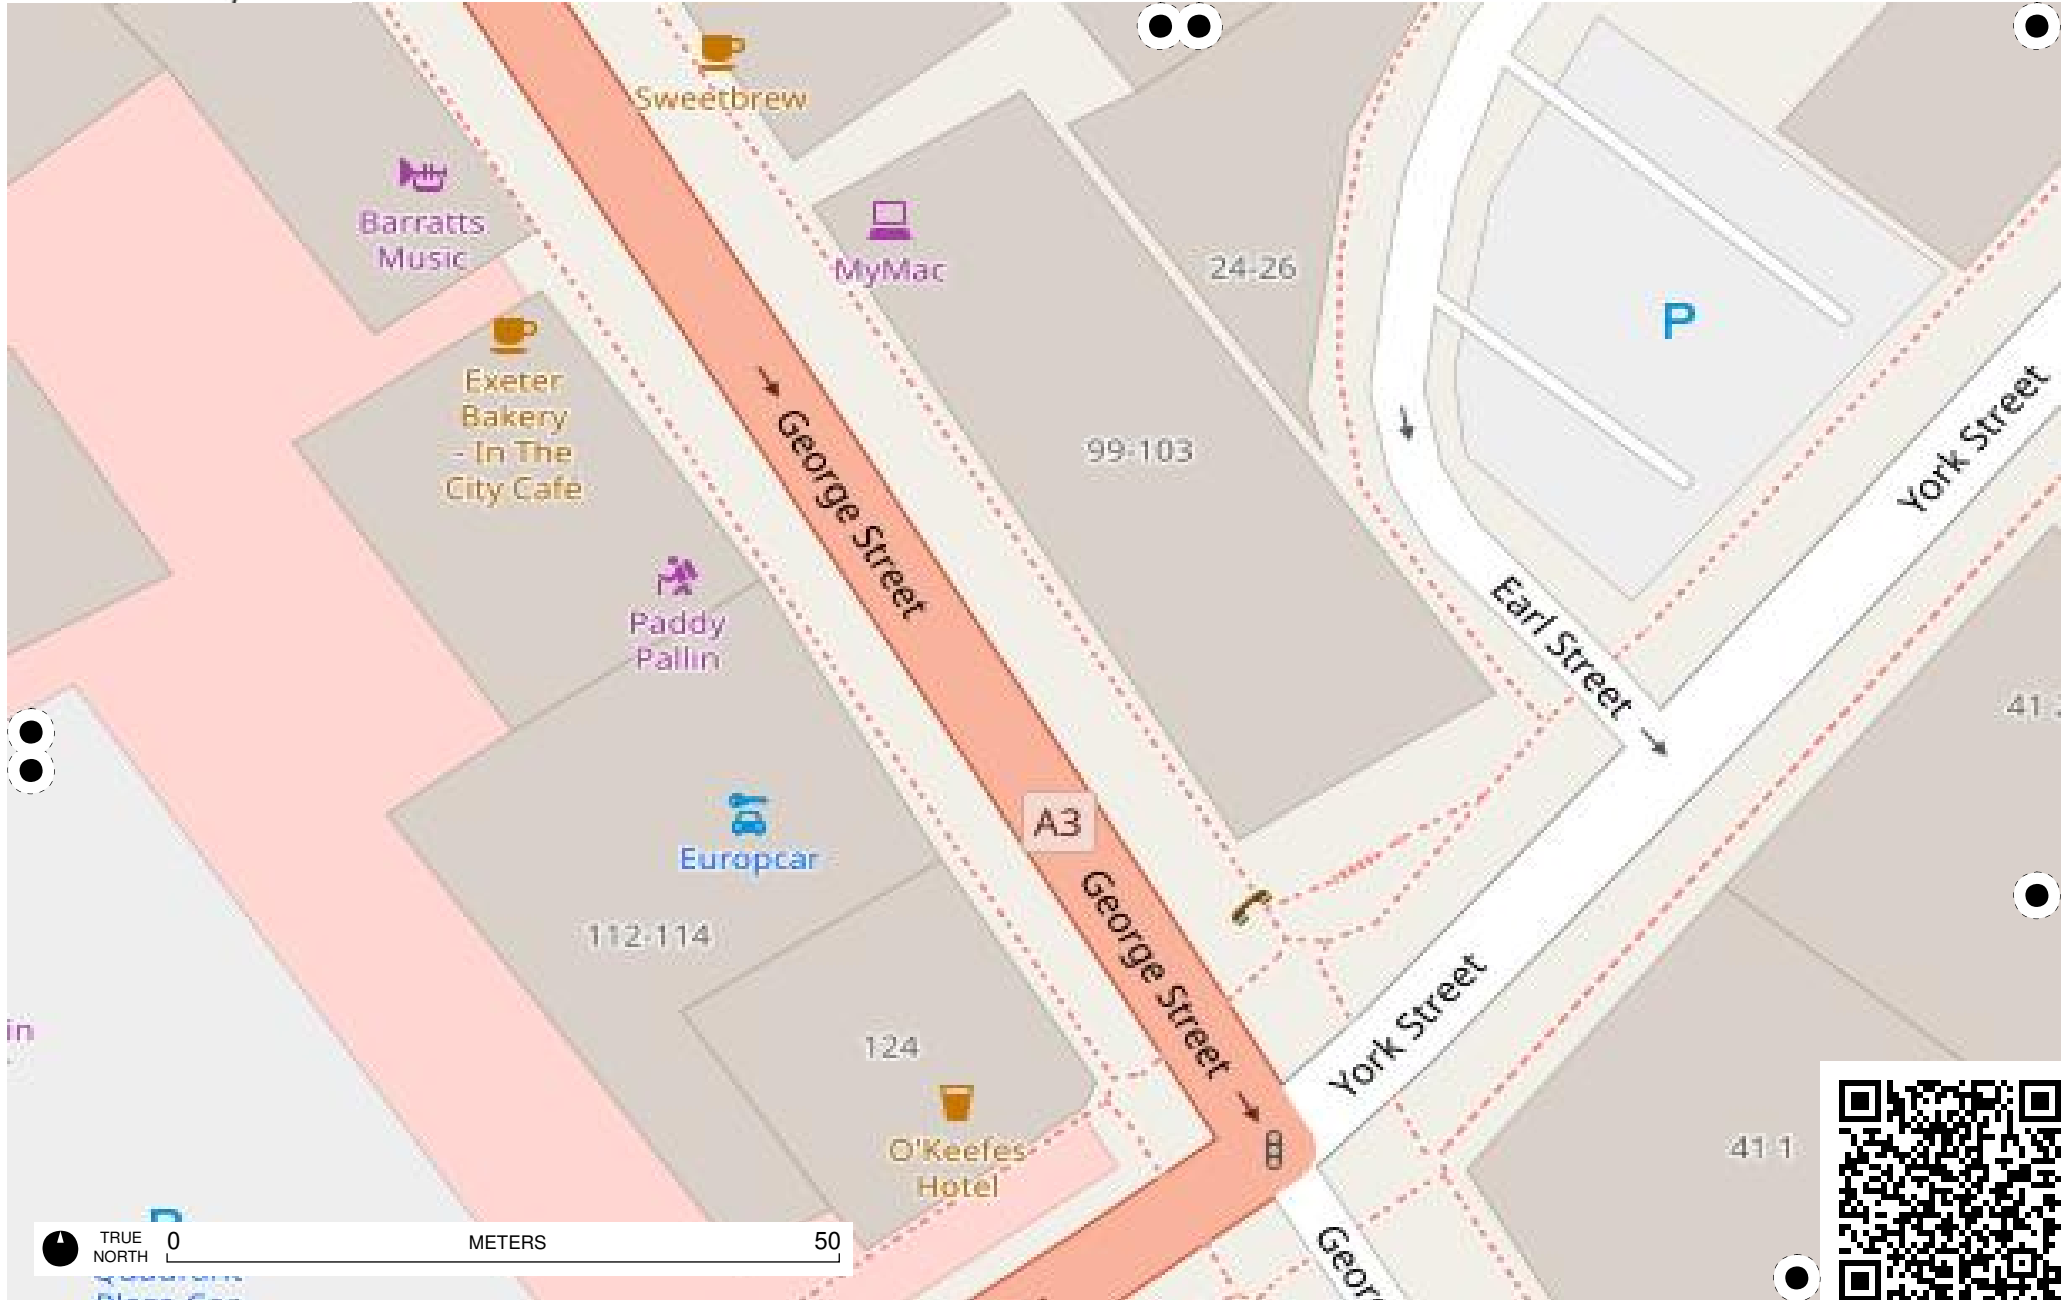 Sweetbrew
Barratts
Music
MyMac
24-26
Exeter
Bakery
- In The
City Cafe
99-103
George Street
York Street
Earl Street
Paddy
Pallin
41
A3
Europcar
112-114
George Street
York Street
in
124
O'Keefes
Hotel
41 1
P
P
TRUE
NORTH
0
METERS
50
Geor